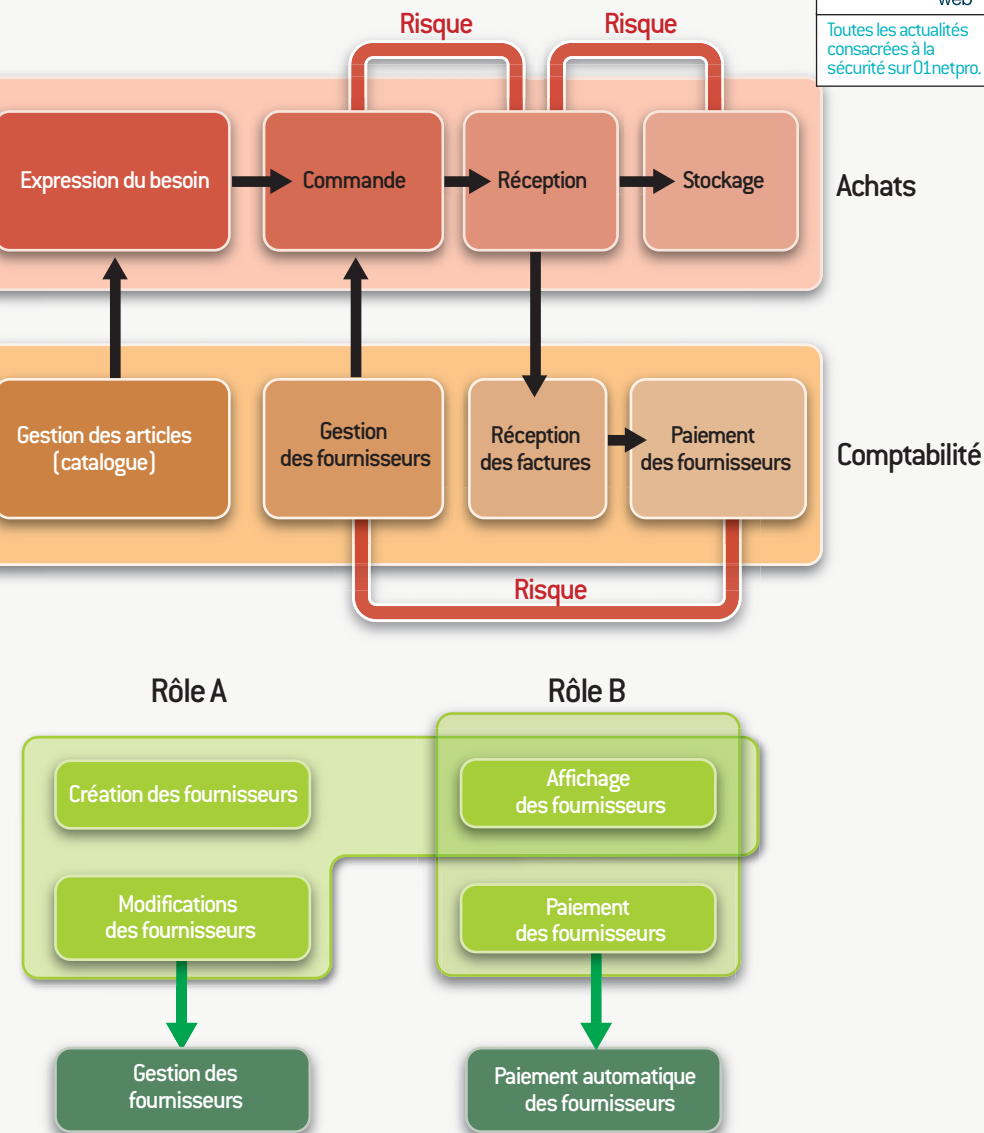 web
Toutes les actualités
consacrées à la
sécurité sur 01netpro.
Risque
Risque
Expression du besoin
Commande
Réception
Stockage
Achats
Gestion des articles
(catalogue)
Gestion
des fournisseurs
Réception
des factures
Paiement
des fournisseurs
Comptabilité
Risque
Rôle A
Rôle B
Création des fournisseurs
Affichage
des fournisseurs
Modifications
des fournisseurs
Paiement
des fournisseurs
Gestion des
fournisseurs
Paiement automatique
des fournisseurs